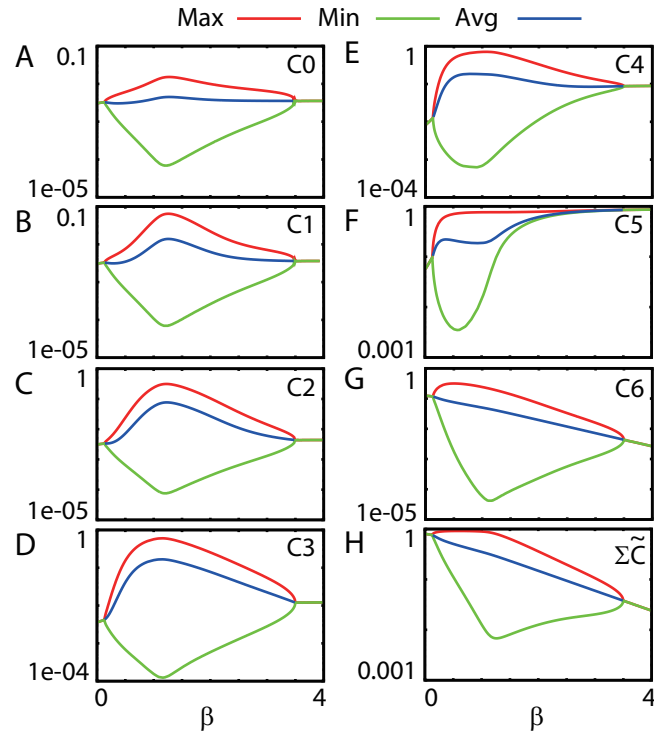 Max Min Avg
A 0.1 C0 1e-05
B 0.1 C1 1e-05
C 1 C2 1e-05
D 1 C3 1e-04
0 β 4
E 1 C4 1e-04
F 1 C5 0.001
G 1 C6 1e-05
H 1 ΣC̃ 0.001
0 β 4